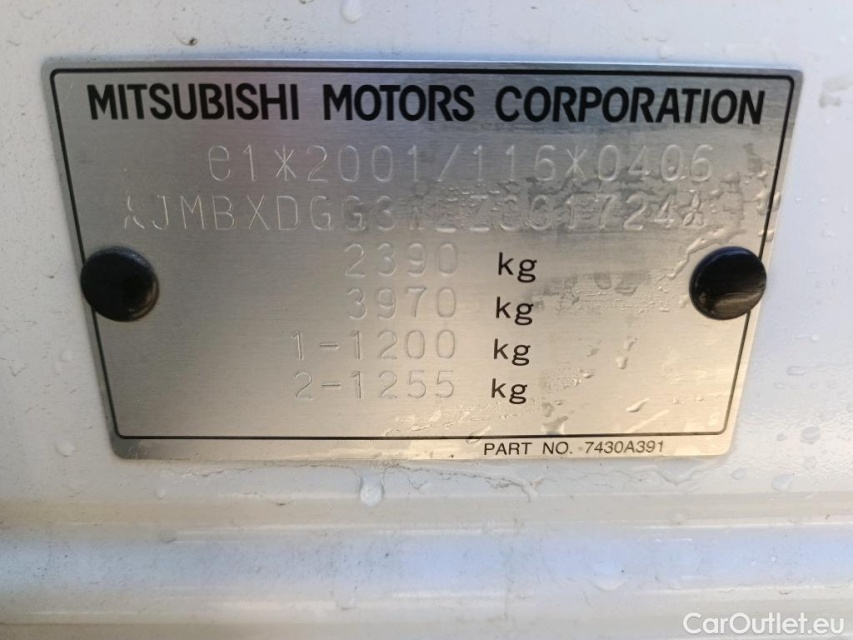 MITSUBISHI MOTORS CORPORATION
e1*2001/116*0406
2390 kg
3970 kg
1-1200 kg
2-1255 kg
PART NO. 7430A391
CarOutlet.eu